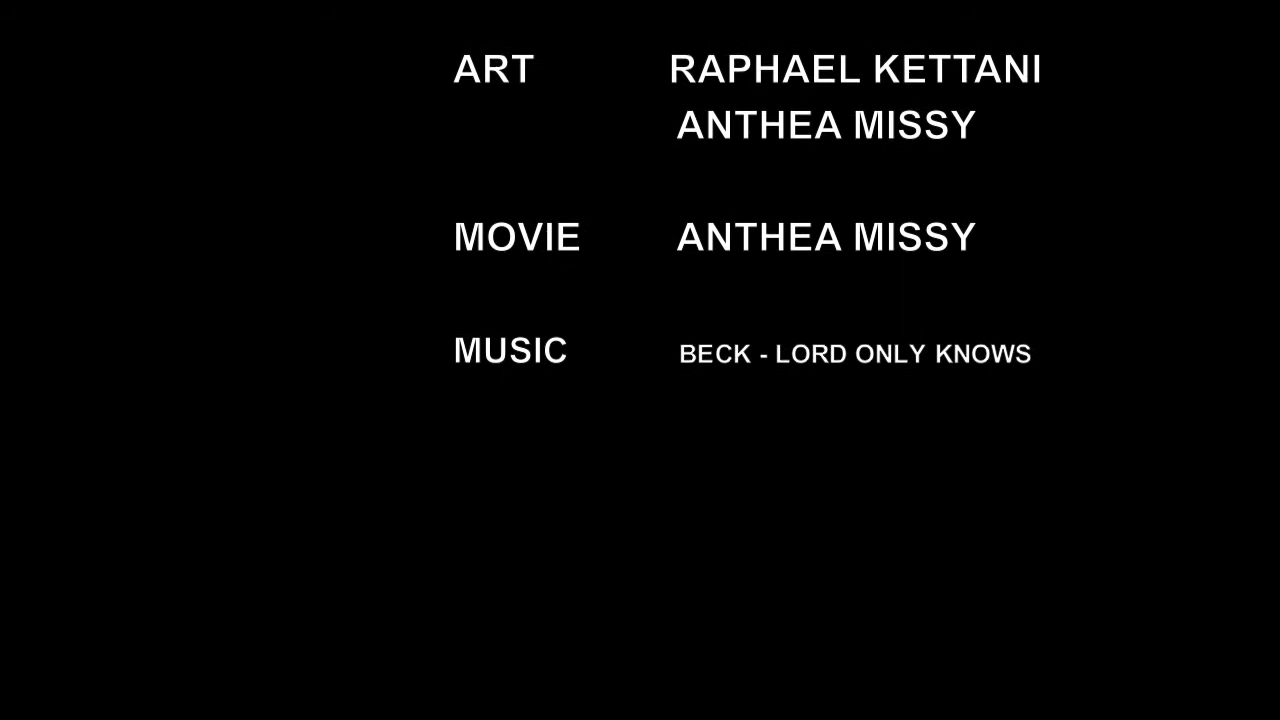 ART RAPHAEL KETTANI
ANTHEA MISSY
MOVIE ANTHEA MISSY
MUSIC BECK - LORD ONLY KNOWS